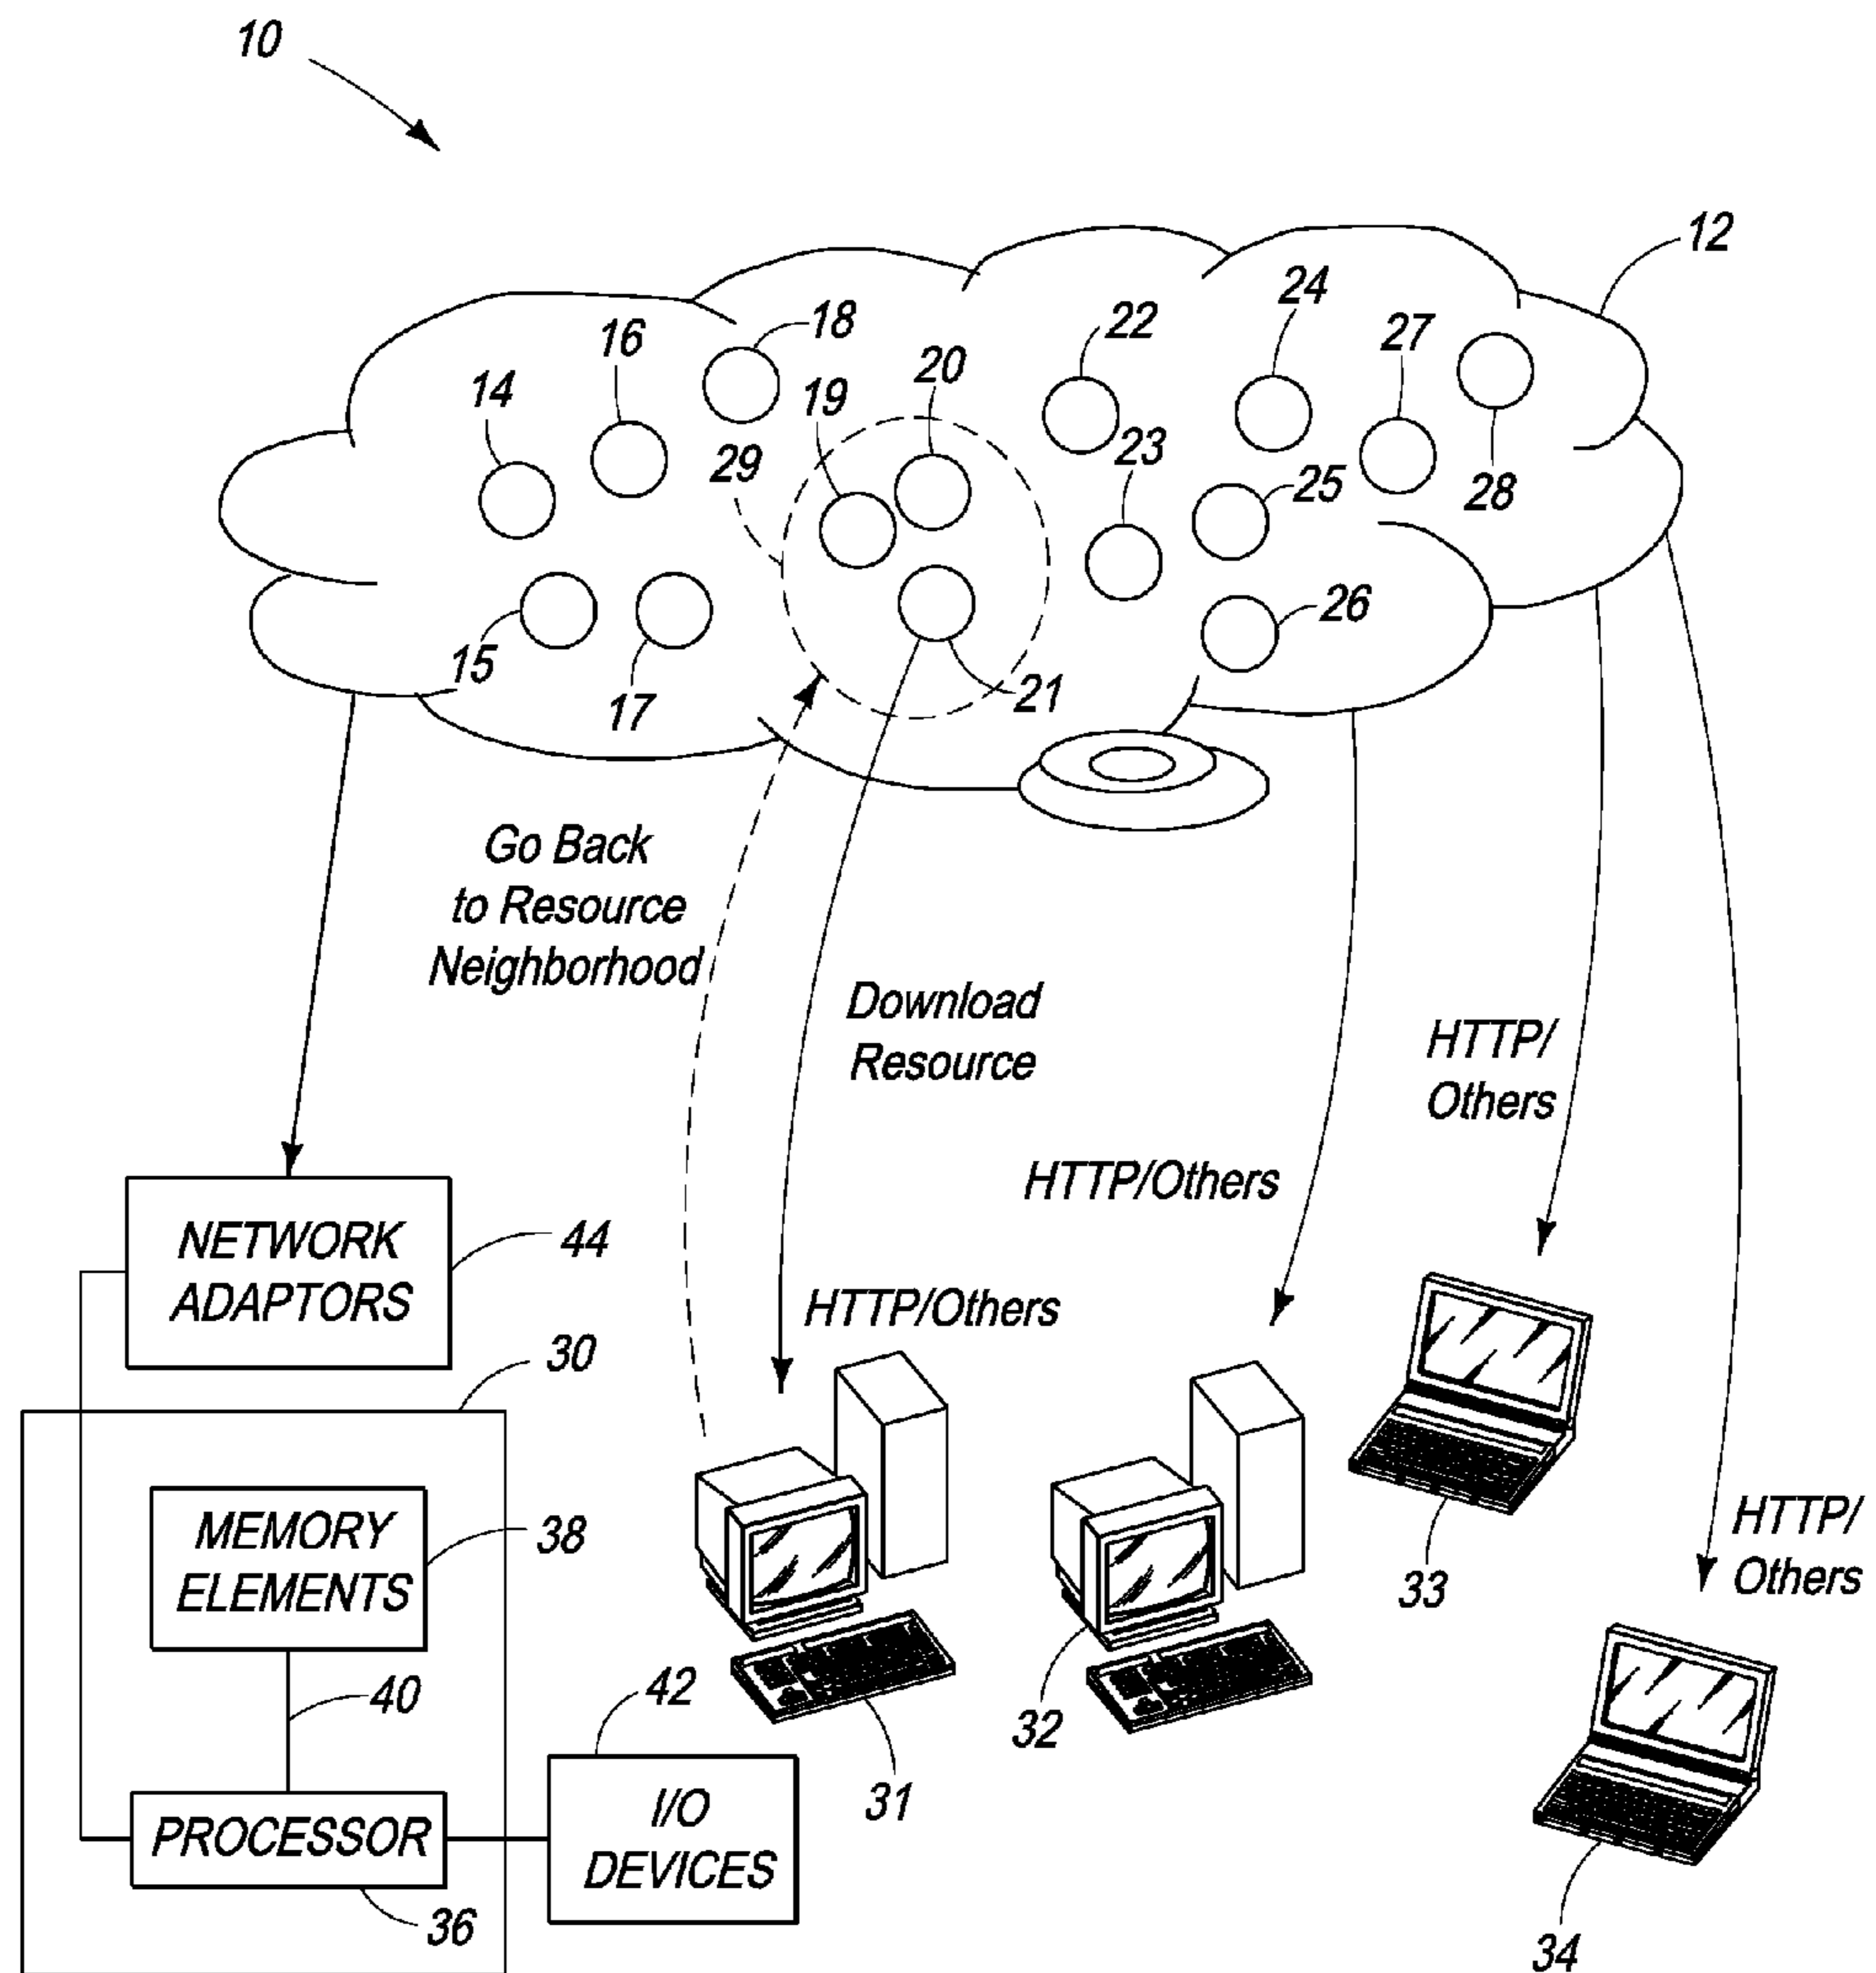 10
12
24
18
22
16
27
20
14
19
23
29
25
28
26
15
21
17
Go Back
to Resource
Neighborhood
Download
Resource
HTTP/
Others
HTTP/Others
NETWORK
ADAPTORS
44
HTTP/Others
30
MEMORY
ELEMENTS
38
HTTP/
Others
33
40
42
32
31
I/O
DEVICES
PROCESSOR
36
34